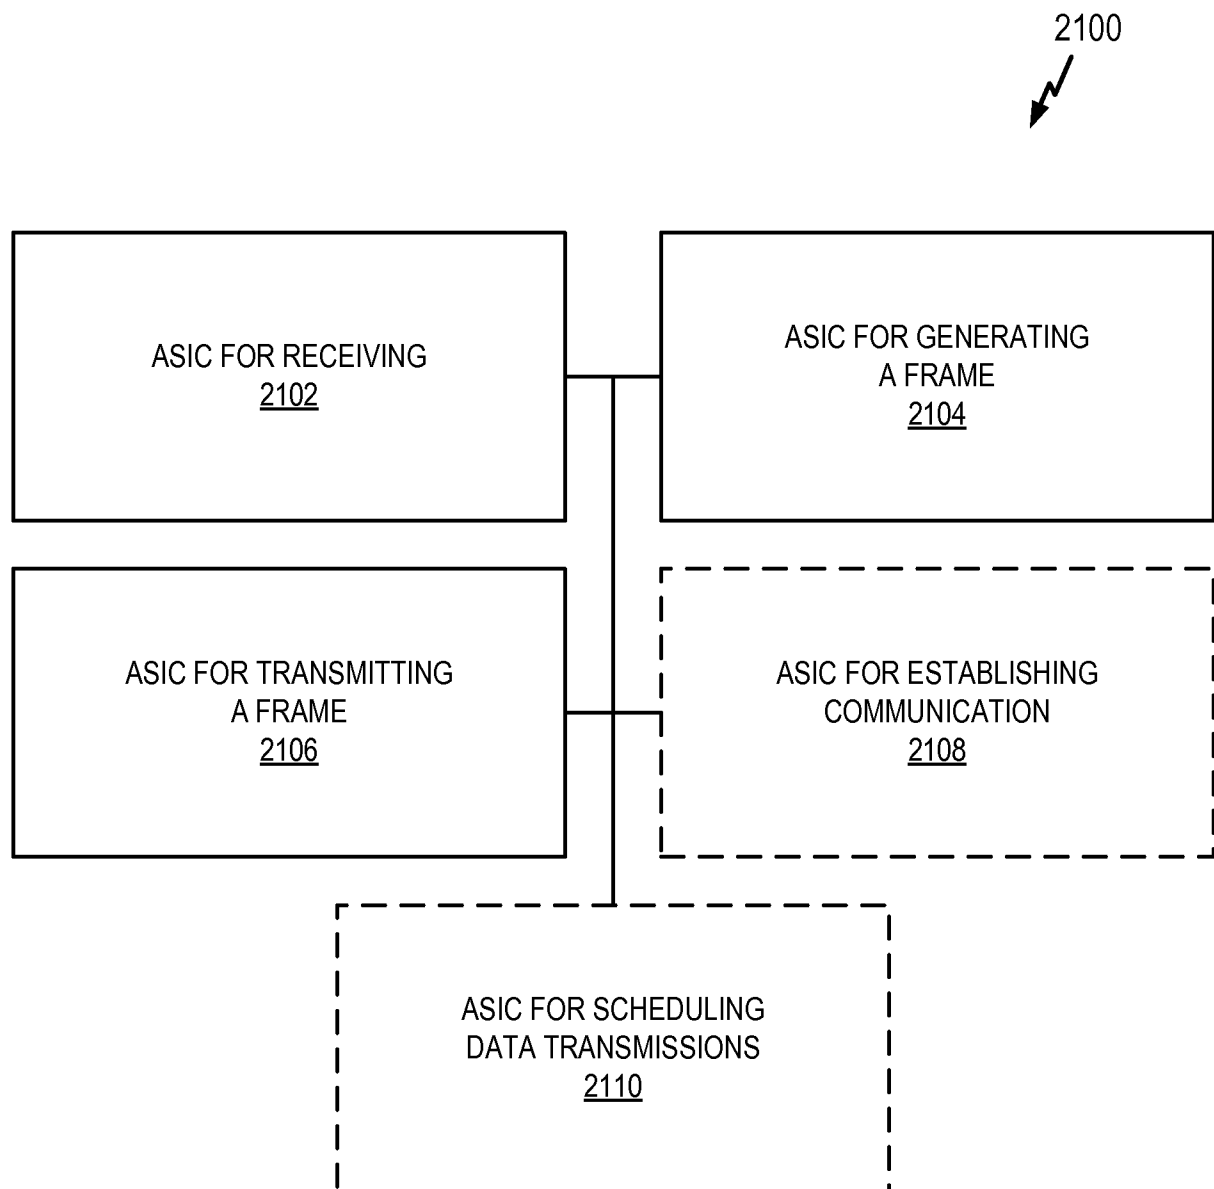 2100
ASIC FOR RECEIVING
2102
ASIC FOR GENERATING
A FRAME
2104
ASIC FOR TRANSMITTING
A FRAME
2106
ASIC FOR ESTABLISHING
COMMUNICATION
2108
ASIC FOR SCHEDULING
DATA TRANSMISSIONS
2110